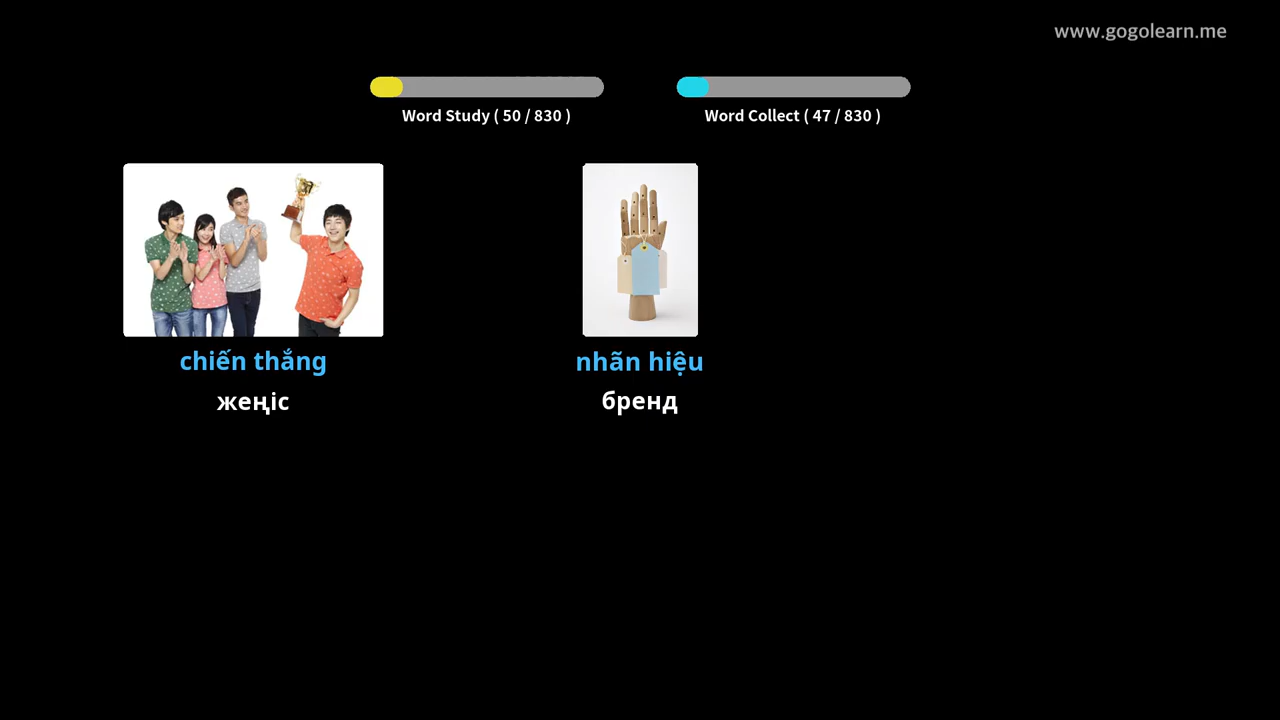 www.gogolearn.me
Word Study ( 50 / 830 )
Word Collect ( 47 / 830 )
chiến thắng
жеңіс
nhãn hiệu
бренд